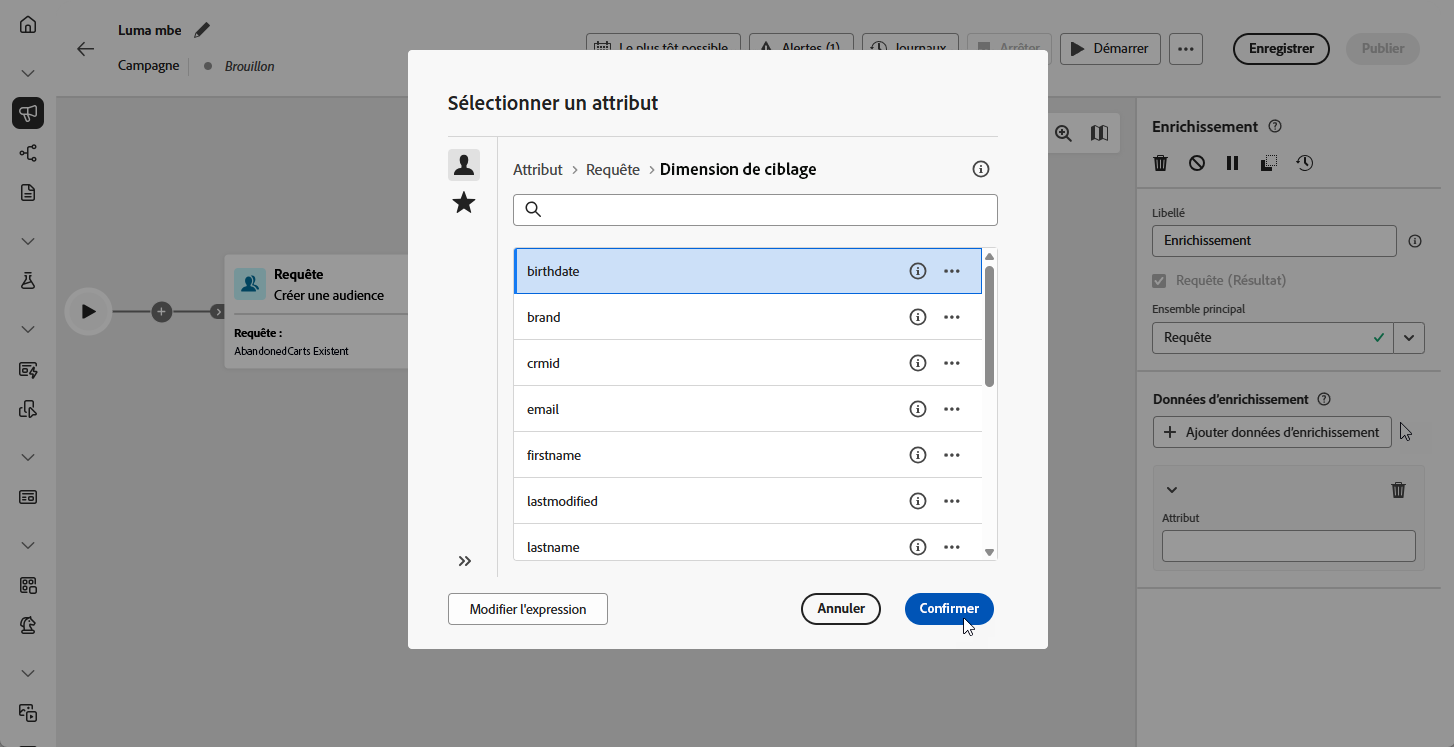 Luma mbe
Campagne
Brouillon
Le plus tôt possible
Alertes (1)
Journaux
Arrêter
Démarrer
Enregistrer
Publier
Requête
Créer une audience
Requête :
AbandonedCarts Existent
Sélectionner un attribut
Attribut > Requête > Dimension de ciblage
birthdate
brand
crmid
email
firstname
lastmodified
lastname
Modifier l'expression
Annuler
Confirmer
Enrichissement
Libellé
Enrichissement
Requête (Résultat)
Ensemble principal
Requête
Données d'enrichissement
Ajouter données d'enrichissement
Attribut